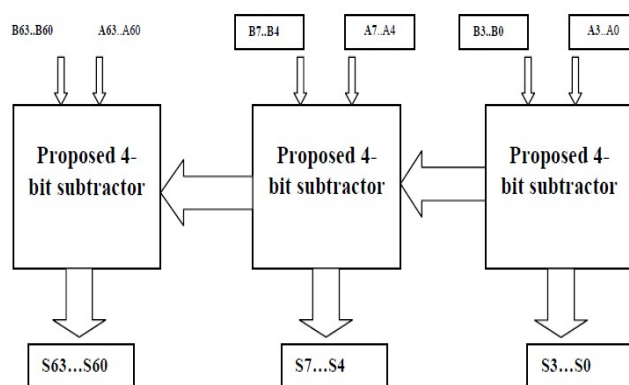 B63..B60 A63..A60 B7..B4 A7..A4 B3..B0 A3..A0
Proposed 4-
bit subtractor
Proposed 4-
bit subtractor
Proposed 4-
bit subtractor
S63...S60 S7...S4 S3...S0